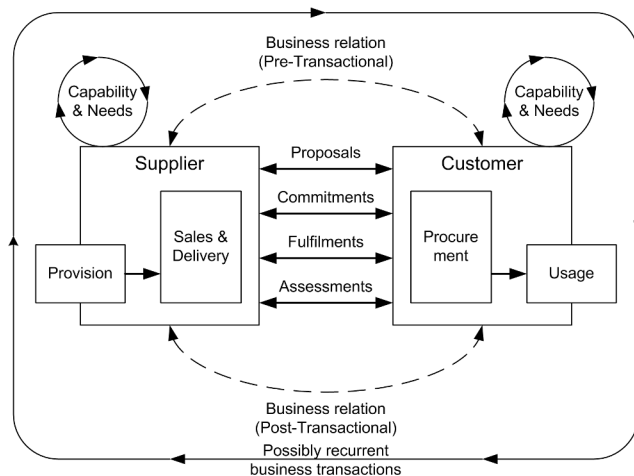 Business relation
(Pre-Transactional)
Capability
& Needs
Capability
& Needs
Supplier
Proposals
Customer
Commitments
Sales &
Delivery
Procure
ment
Fulfilments
Provision
Usage
Assessments
Business relation
(Post-Transactional)
Possibly recurrent
business transactions